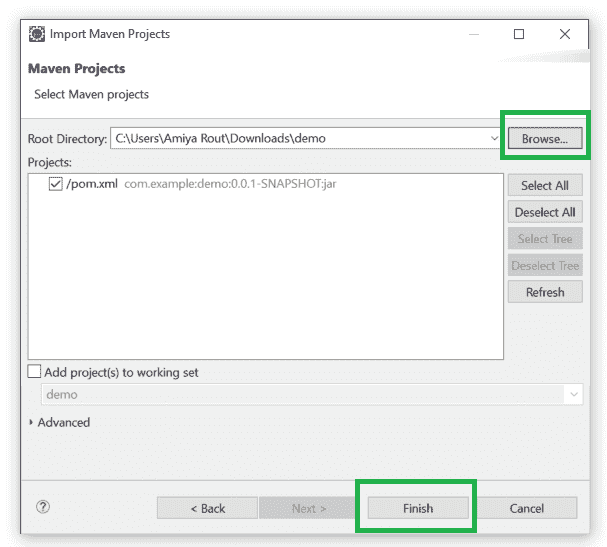 Import Maven Projects
Maven Projects
Select Maven projects
Root Directory: C:\Users\Amiya Rout\Downloads\demo Browse...
Projects:
/pom.xml com.example:demo:0.0.1-SNAPSHOT:jar
Select All
Deselect All
Select Tree
Deselect Tree
Refresh
Add project(s) to working set
demo
Advanced
? < Back Next > Finish Cancel